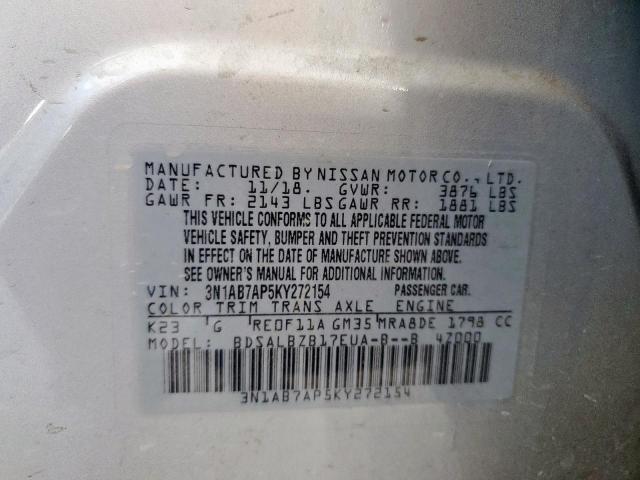 MANUFACTURED BY NISSAN MOTOR CO., LTD.
DATE: 11/18. GVWR: 3876 LBS
GAWR FR: 2143 LBS GAWR RR: 1881 LBS
THIS VEHICLE CONFORMS TO ALL APPLICABLE FEDERAL MOTOR
VEHICLE SAFETY, BUMPER AND THEFT PREVENTION STANDARDS
IN EFFECT ON THE DATE OF MANUFACTURE SHOWN ABOVE.
SEE OWNER'S MANUAL FOR ADDITIONAL INFORMATION.
VIN: 3N1AB7AP5KY272154 PASSENGER CAR.
COLOR TRIM TRANS AXLE ENGINE
K23 G RE0F11A GM35 MRA8DE 1798 CC
MODEL: BDSALBZB17EUA-B--B 4Z000
3N1AB7AP5KY272154